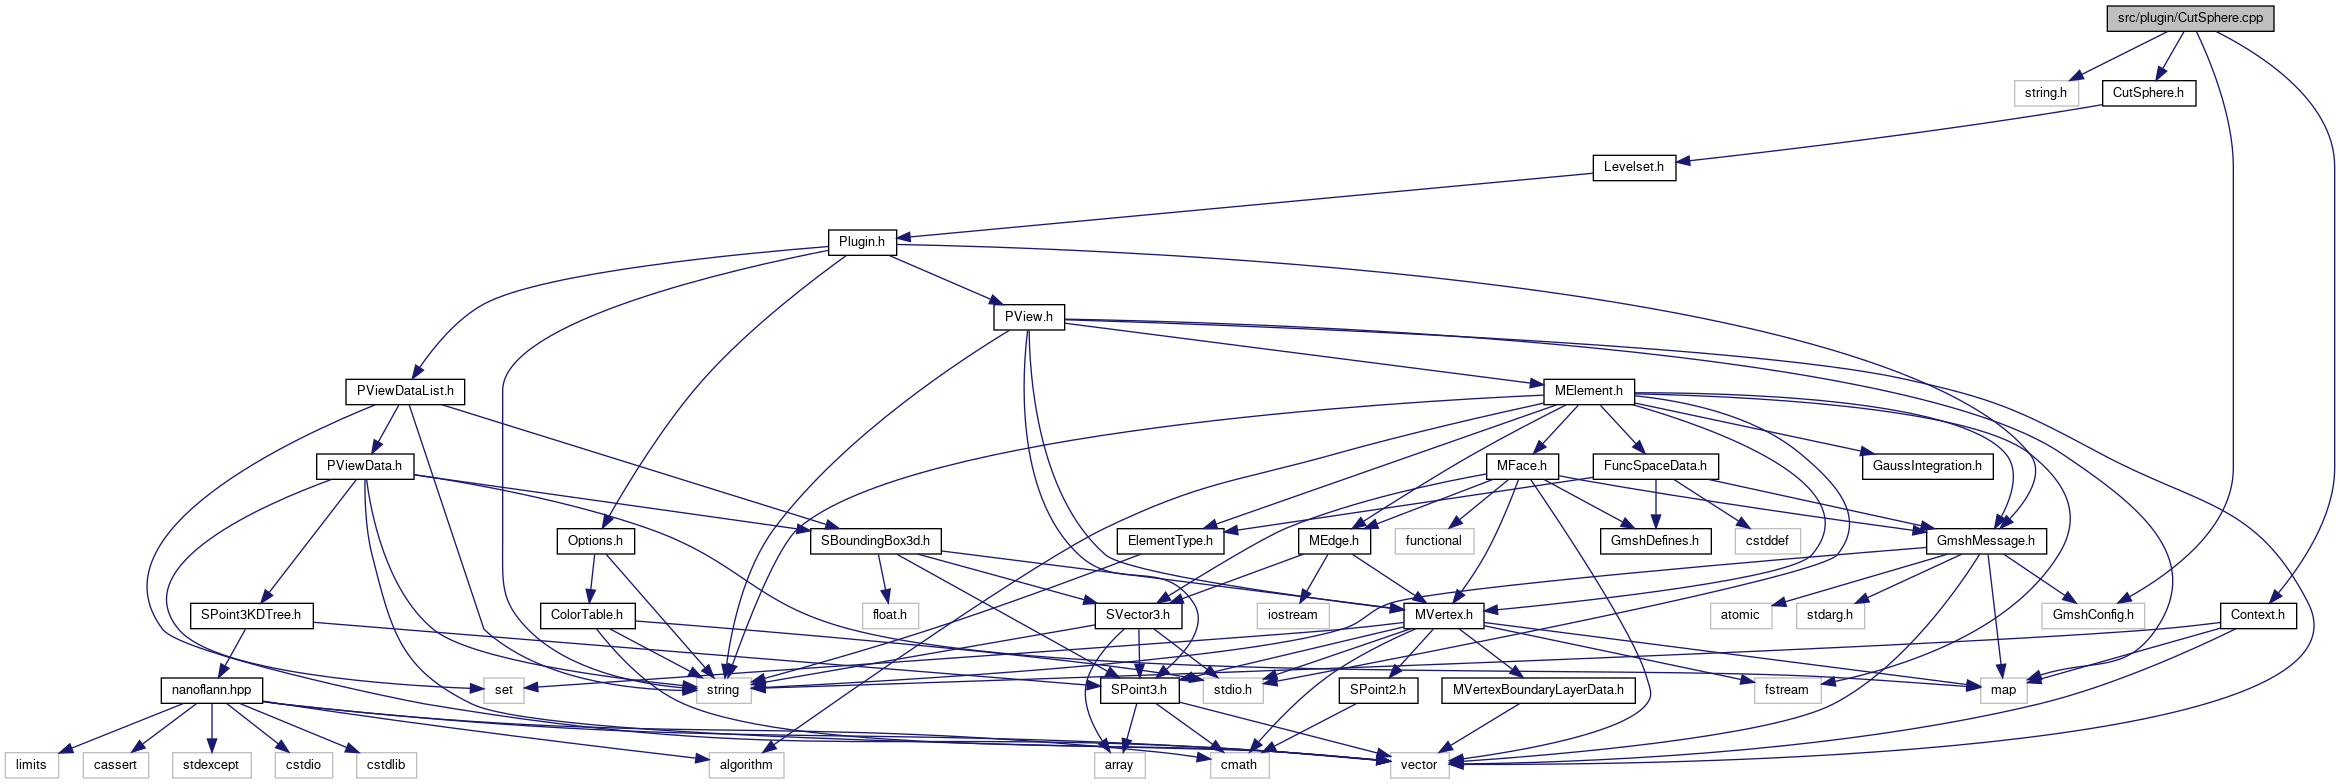 src/plugin/CutSphere.cpp
string.h
CutSphere.h
Levelset.h
Plugin.h
PView.h
PViewDataList.h
MElement.h
PViewData.h
MFace.h
FuncSpaceData.h
GaussIntegration.h
Options.h
SBoundingBox3d.h
ElementType.h
MEdge.h
functional
GmshDefines.h
cstddef
GmshMessage.h
SPoint3KDTree.h
ColorTable.h
float.h
SVector3.h
iostream
MVertex.h
atomic
stdarg.h
GmshConfig.h
Context.h
nanoflann.hpp
set
string
SPoint3.h
stdio.h
SPoint2.h
MVertexBoundaryLayerData.h
fstream
map
limits
cassert
stdexcept
cstdio
cstdlib
algorithm
array
cmath
vector